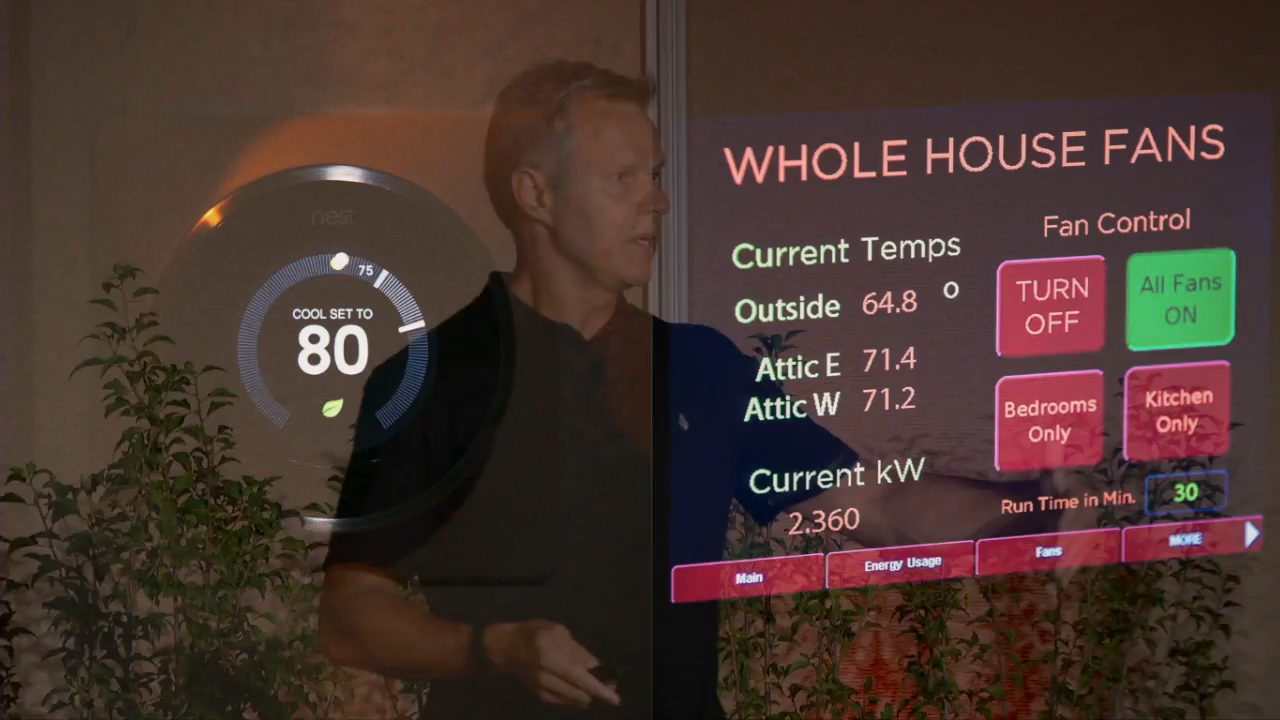 nest
75
COOL SET TO
80
WHOLE HOUSE FANS
Current Temps
Outside 64.8 o
Attic E 71.4
Attic W 71.2
Current kW
2.360
Fan Control
TURN
OFF
All Fans
ON
Bedrooms
Only
Kitchen
Only
Run Time in Min. 30
Main
Energy Usage
Fans
MORE